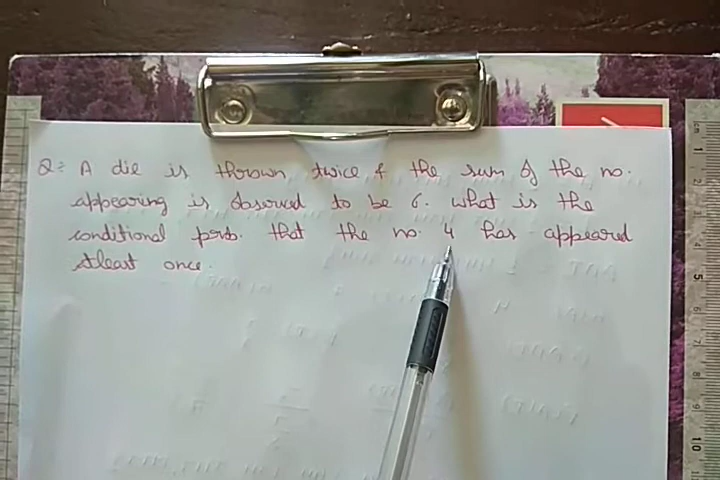 Q: A die is thrown twice & the sum of the no.
appearing is observed to be 6. what is the
conditional prob. that the no. 4 has appeared
atleast once.